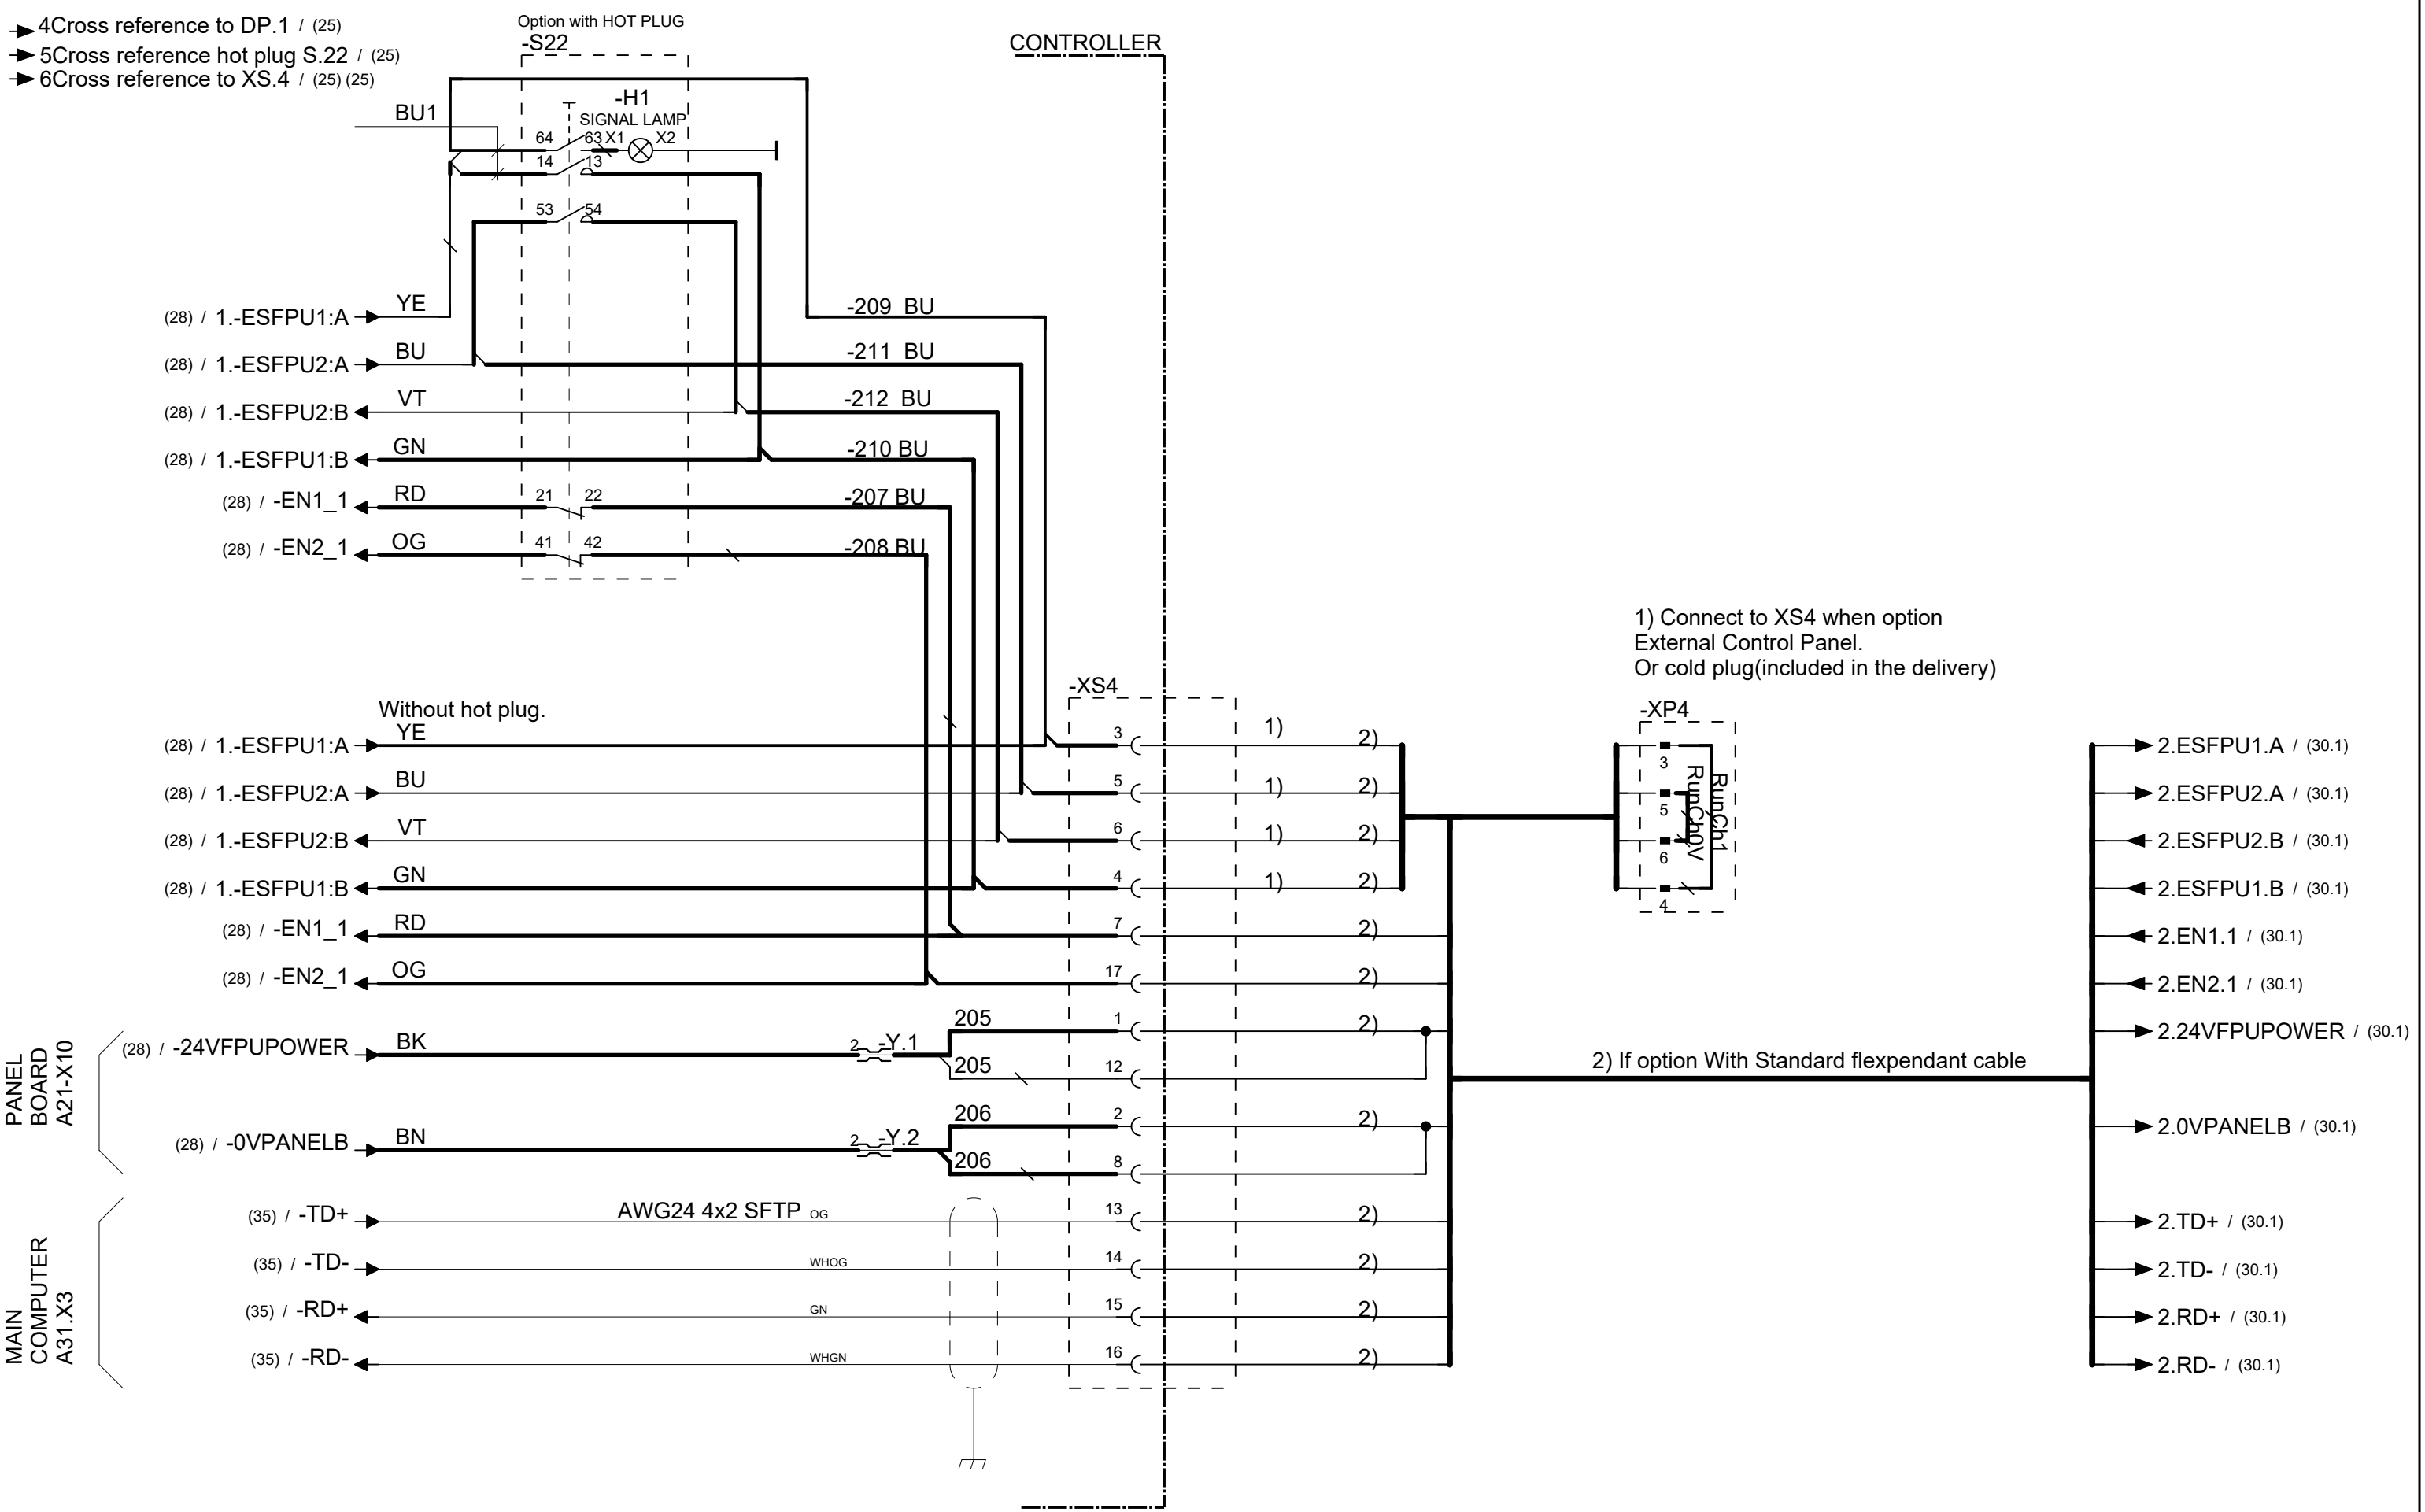 4Cross reference to DP.1 / (25)
5Cross reference hot plug S.22 / (25)
6Cross reference to XS.4 / (25) (25)
Option with HOT PLUG
-S22
CONTROLLER
BU1
-H1
SIGNAL LAMP
64 63 X1 X2
14 13
53 54
(28) / 1.-ESFPU1:A YE -209 BU
(28) / 1.-ESFPU2:A BU -211 BU
(28) / 1.-ESFPU2:B VT -212 BU
(28) / 1.-ESFPU1:B GN -210 BU
(28) / -EN1_1 RD 21 22 -207 BU
(28) / -EN2_1 OG 41 42 -208 BU
1) Connect to XS4 when option
External Control Panel.
Or cold plug(included in the delivery)
-XS4
-XP4
Without hot plug.
(28) / 1.-ESFPU1:A YE 3 1) 2) 3 2.ESFPU1.A / (30.1)
(28) / 1.-ESFPU2:A BU 5 1) 2) 5 2.ESFPU2.A / (30.1)
RunCh0V
RunCh1
(28) / 1.-ESFPU2:B VT 6 1) 2) 6 2.ESFPU2.B / (30.1)
(28) / 1.-ESFPU1:B GN 4 1) 2) 4 2.ESFPU1.B / (30.1)
(28) / -EN1_1 RD 7 2) 2.EN1.1 / (30.1)
(28) / -EN2_1 OG 17 2) 2.EN2.1 / (30.1)
PANEL
BOARD
A21-X10
205 1 2) 2.24VFPUPOWER / (30.1)
(28) / -24VFPUPOWER BK 2 -Y.1
205 12
2) If option With Standard flexpendant cable
206 2 2) 2.0VPANELB / (30.1)
(28) / -0VPANELB BN 2 -Y.2
206 8
MAIN
COMPUTER
A31.X3
(35) / -TD+ AWG24 4x2 SFTP OG 13 2) 2.TD+ / (30.1)
(35) / -TD- WHOG 14 2) 2.TD- / (30.1)
(35) / -RD+ GN 15 2) 2.RD+ / (30.1)
(35) / -RD- WHGN 16 2) 2.RD- / (30.1)